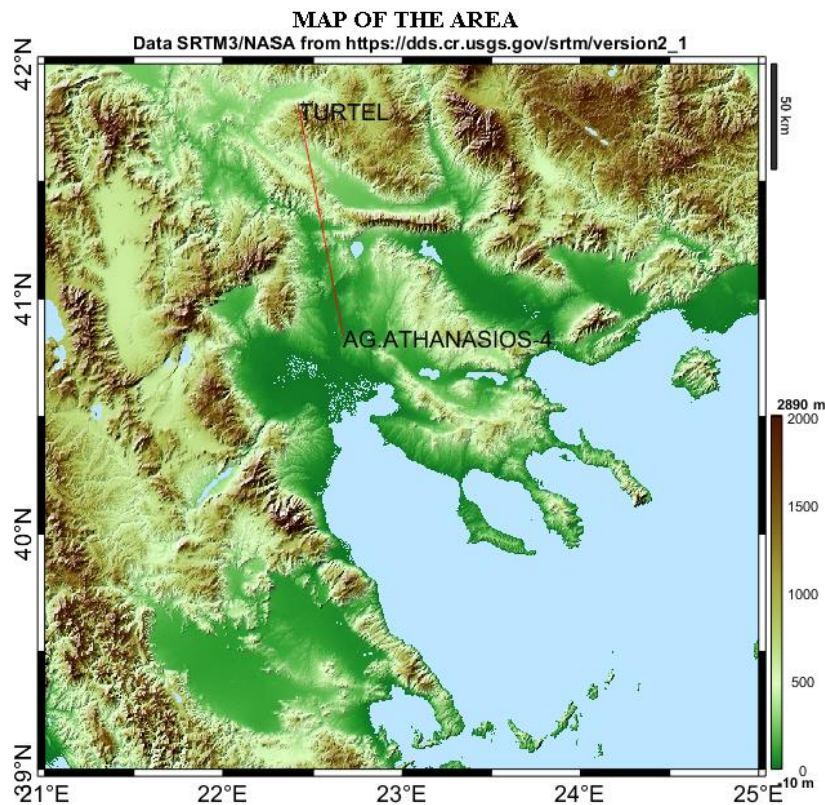 MAP OF THE AREA
Data SRTM3/NASA from https://dds.cr.usgs.gov/srtm/version2_1
42°N
50 km
TURTEL
41°N
AG.ATHANASIOS-4
2890 m
2000
1500
40°N
1000
500
0
-10 m
39°N
21°E 22°E 23°E 24°E 25°E